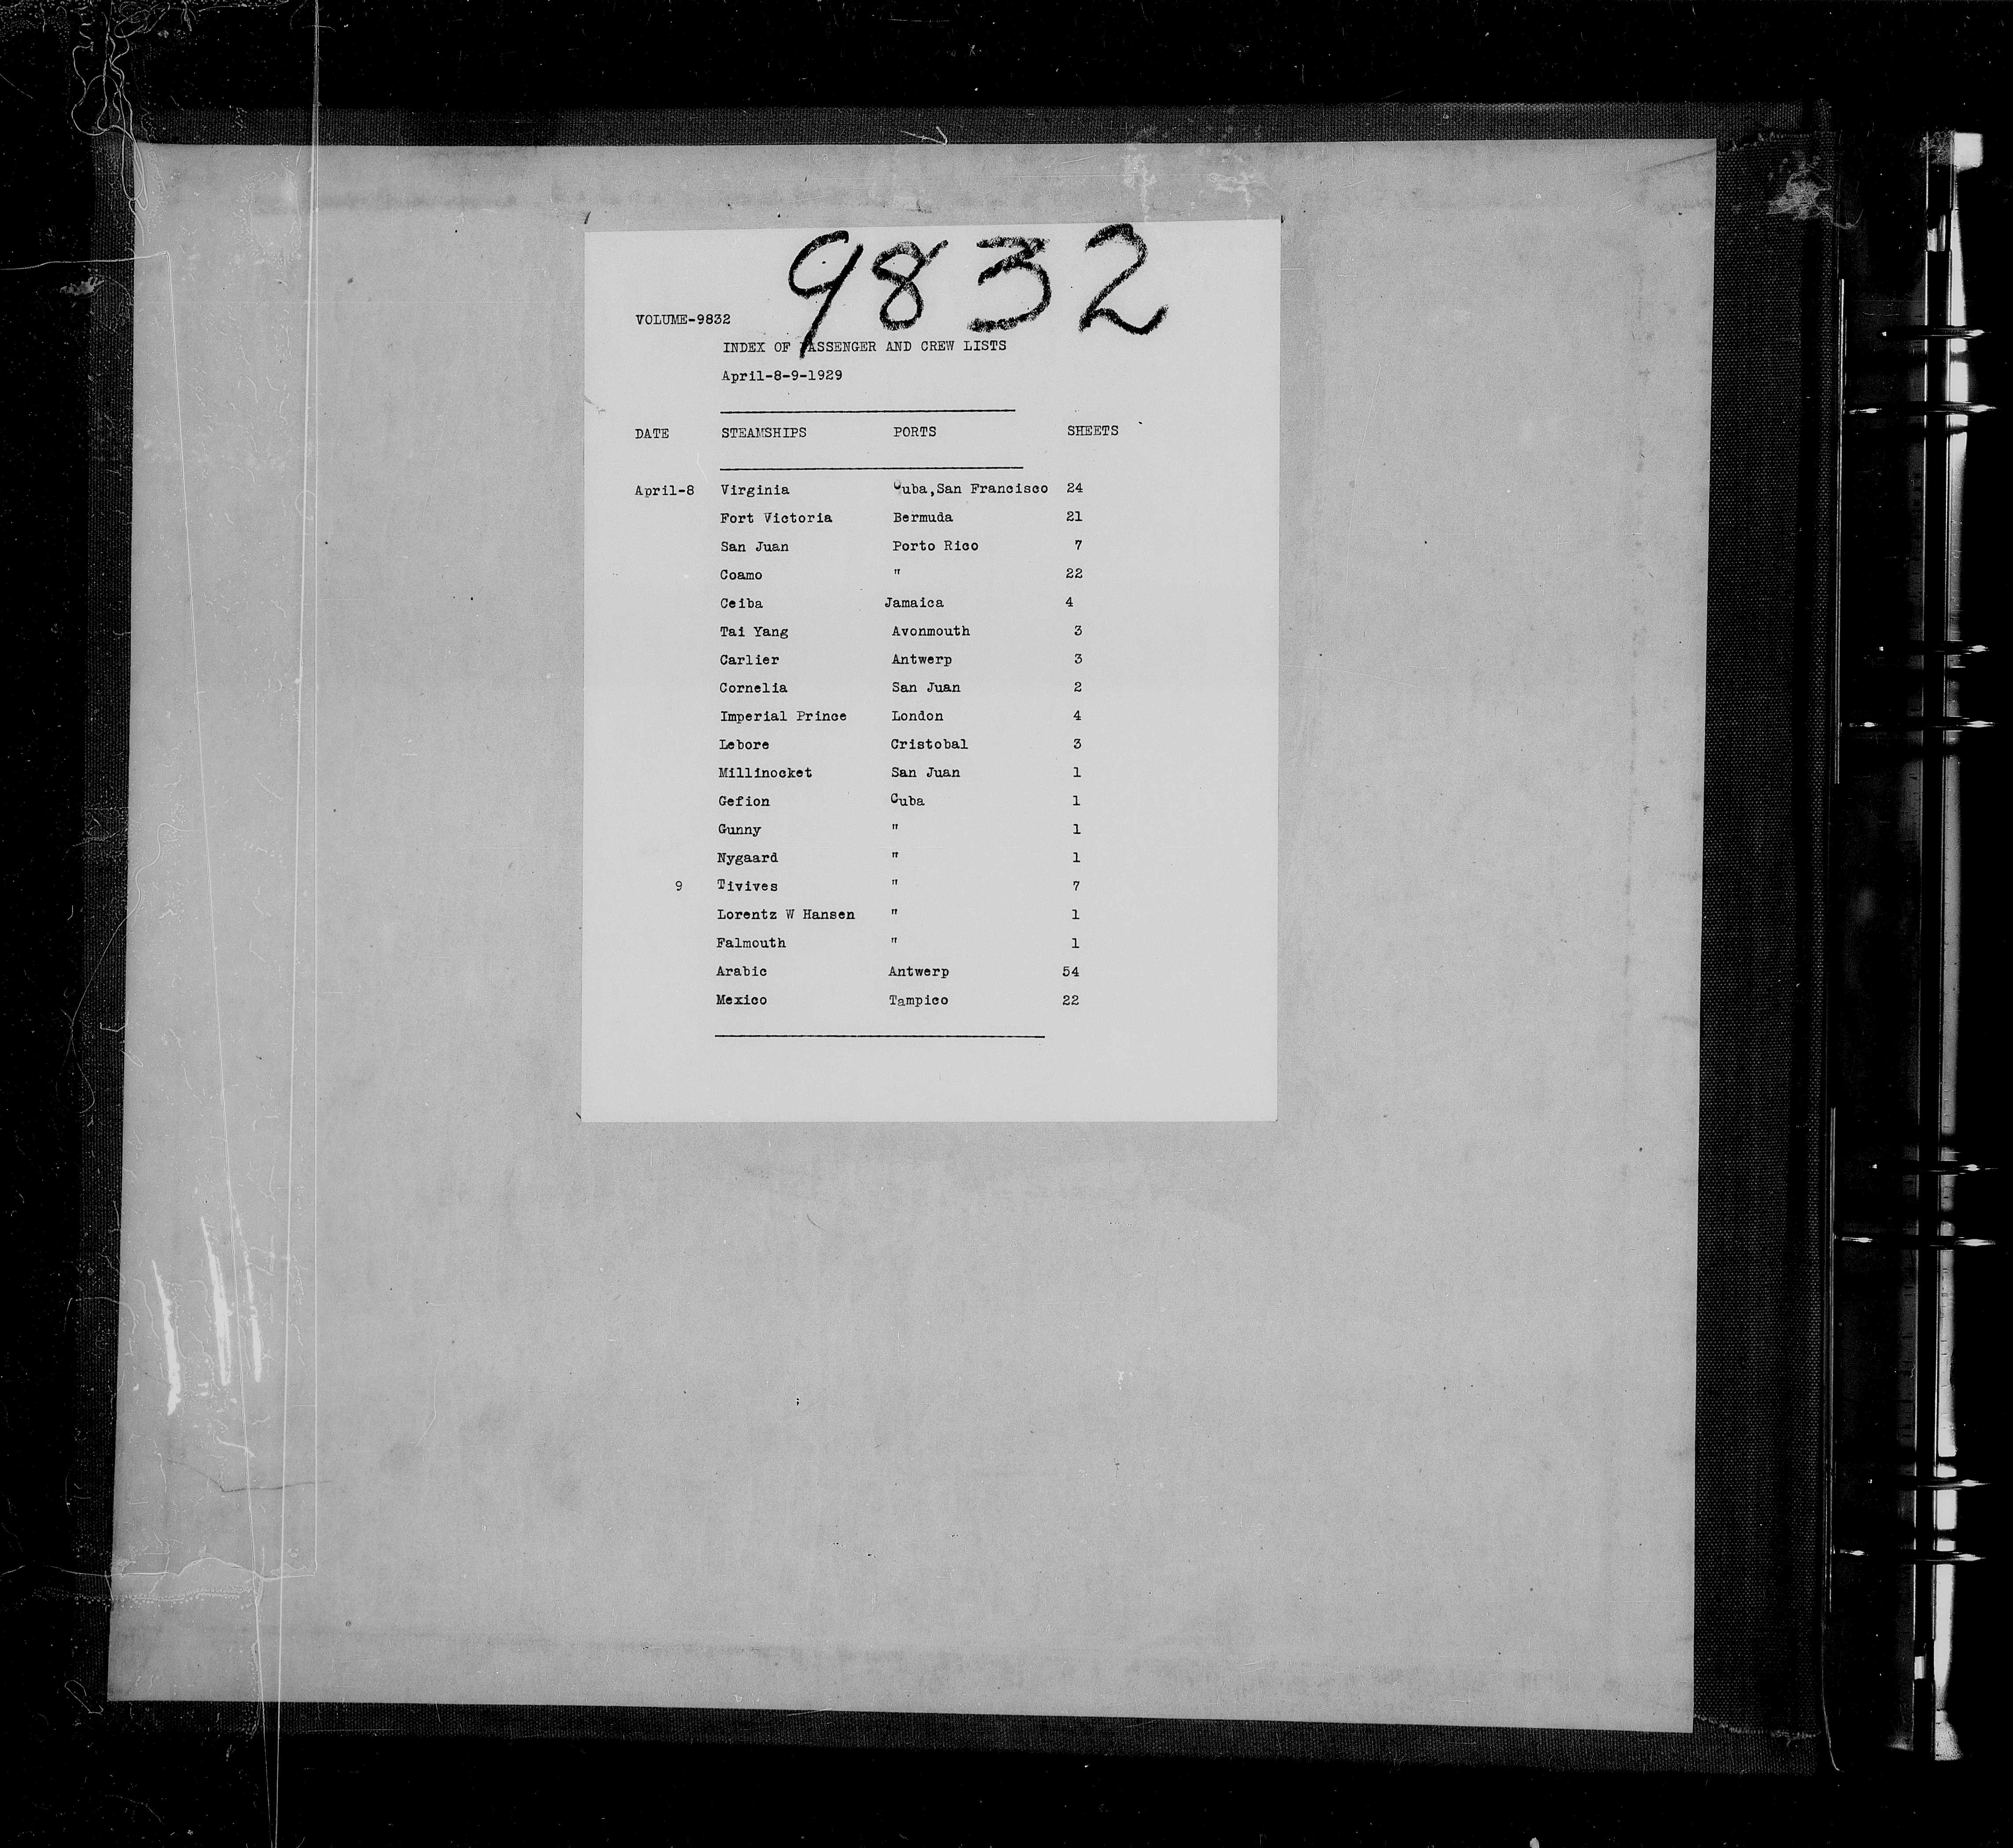 9832
VOLUME-9832
INDEX OF PASSENGER AND CREW LISTS
April-8-9-1929
DATE STEAMSHIPS PORTS SHEETS
April-8 Virginia Cuba,San Francisco 24
Fort Victoria Bermuda 21
San Juan Porto Rico 7
Coamo " 22
Ceiba Jamaica 4
Tai Yang Avonmouth 3
Carlier Antwerp 3
Cornelia San Juan 2
Imperial Prince London 4
Lebore Cristobal 3
Millinocket San Juan 1
Gefion Cuba 1
Gunny " 1
Nygaard " 1
9 Tivives " 7
Lorentz W Hansen " 1
Falmouth " 1
Arabic Antwerp 54
Mexico Tampico 22